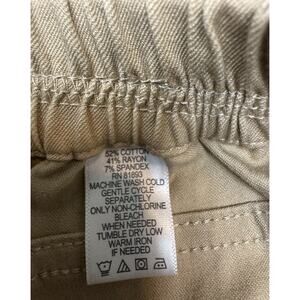 52% COTTON
41% RAYON
7% SPANDEX
RN 81893
MACHINE WASH COLD
GENTLE CYCLE
SEPARATELY
ONLY NON-CHLORINE
BLEACH
WHEN NEEDED
TUMBLE DRY LOW
WARM IRON
IF NEEDED